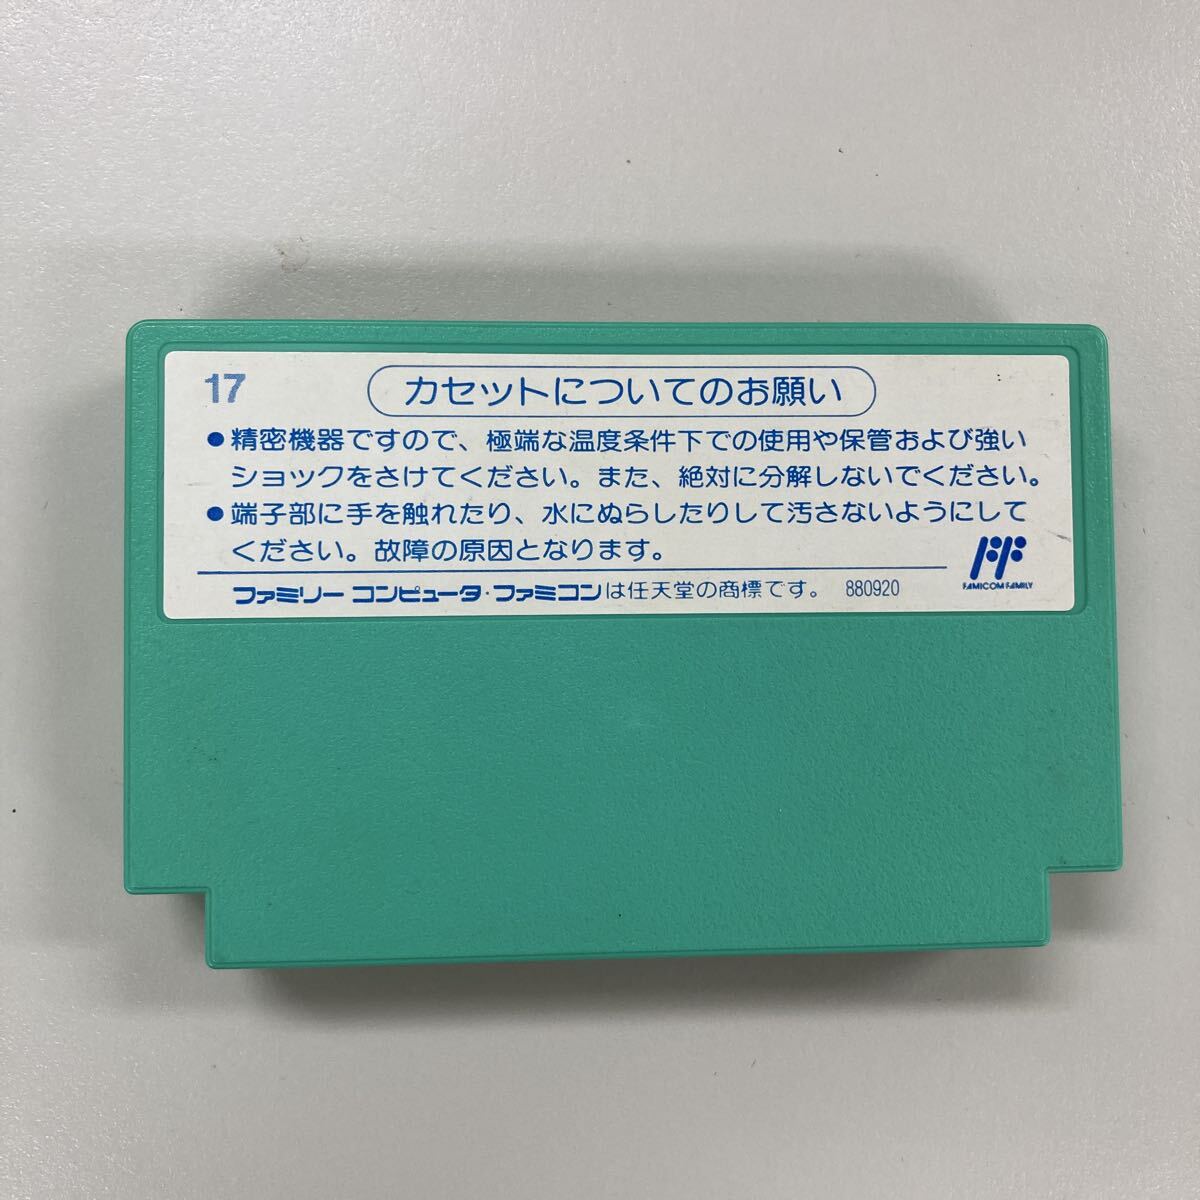 17
カセットについてのお願い
●精密機器ですので、極端な温度条件下での使用や保管および強い
ショックをさけてください。また、絶対に分解しないでください。
●端子部に手を触れたり、水にぬらしたりして汚さないようにして
ください。故障の原因となります。
FAMICOM FAMILY
ファミリー コンピュータ・ファミコンは任天堂の商標です。 880920